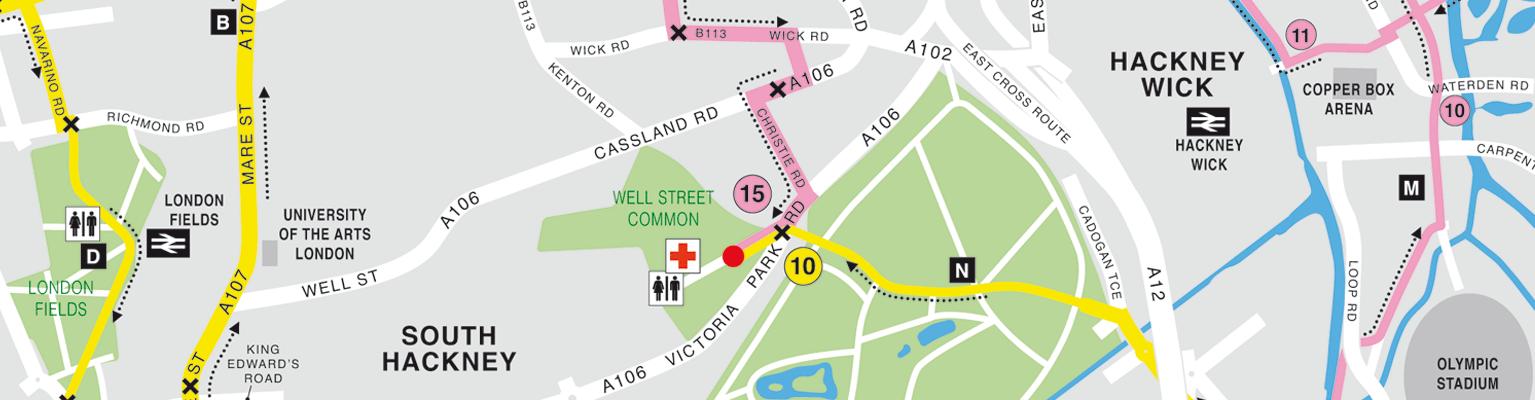 NAVARINO RD
B
A107
B113
WICK RD
B113
WICK RD
RD
A102
EAS
EAST CROSS ROUTE
HACKNEY
WICK
HACKNEY
WICK
11
COPPER BOX
ARENA
RD
WATERDEN RD
10
CARPENT
M
RICHMOND RD
MARE ST
KENTON RD
CASSLAND RD
A106
CHRISTIE RD
A106
LONDON
FIELDS
D
LONDON
FIELDS
UNIVERSITY
OF THE ARTS
LONDON
A106
WELL STREET
COMMON
15
10
N
VICTORIA PARK RD
A106
CADOGAN TCE
A12
LOOP RD
WELL ST
A107
ST
KING
EDWARD'S
ROAD
SOUTH
HACKNEY
OLYMPIC
STADIUM